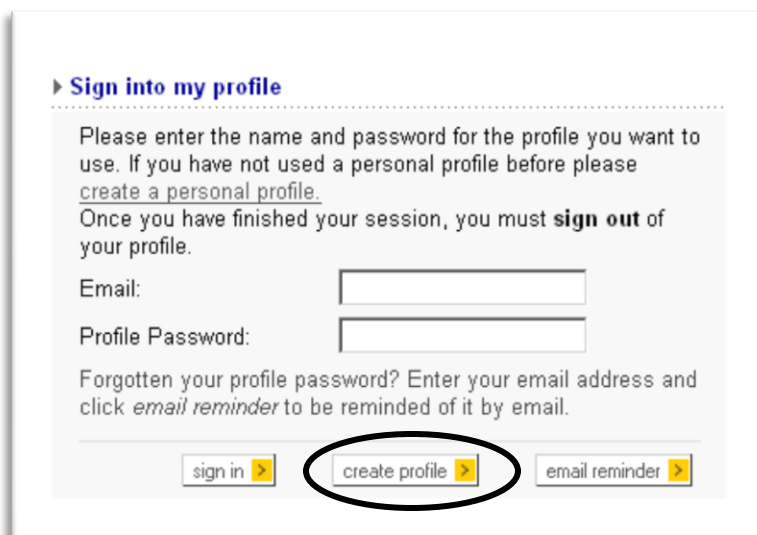 Sign into my profile
Please enter the name and password for the profile you want to
use. If you have not used a personal profile before please
create a personal profile.
Once you have finished your session, you must sign out of
your profile.
Email:
Profile Password:
Forgotten your profile password? Enter your email address and
click email reminder to be reminded of it by email.
sign in > create profile > email reminder >